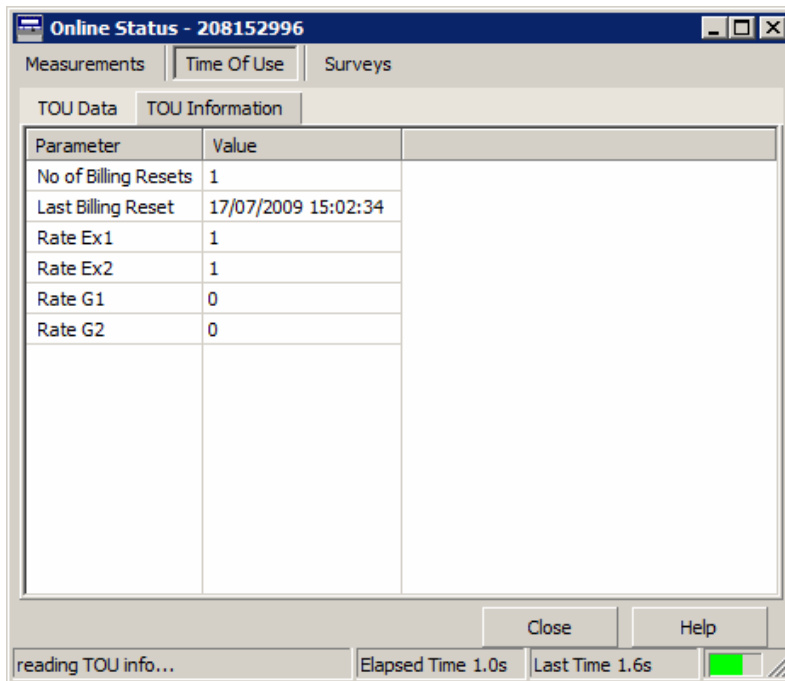 Online Status - 208152996
Measurements Time Of Use Surveys
TOU Data TOU Information
Parameter Value
No of Billing Resets 1
Last Billing Reset 17/07/2009 15:02:34
Rate Ex1 1
Rate Ex2 1
Rate G1 0
Rate G2 0
Close Help
reading TOU info... Elapsed Time 1.0s Last Time 1.6s